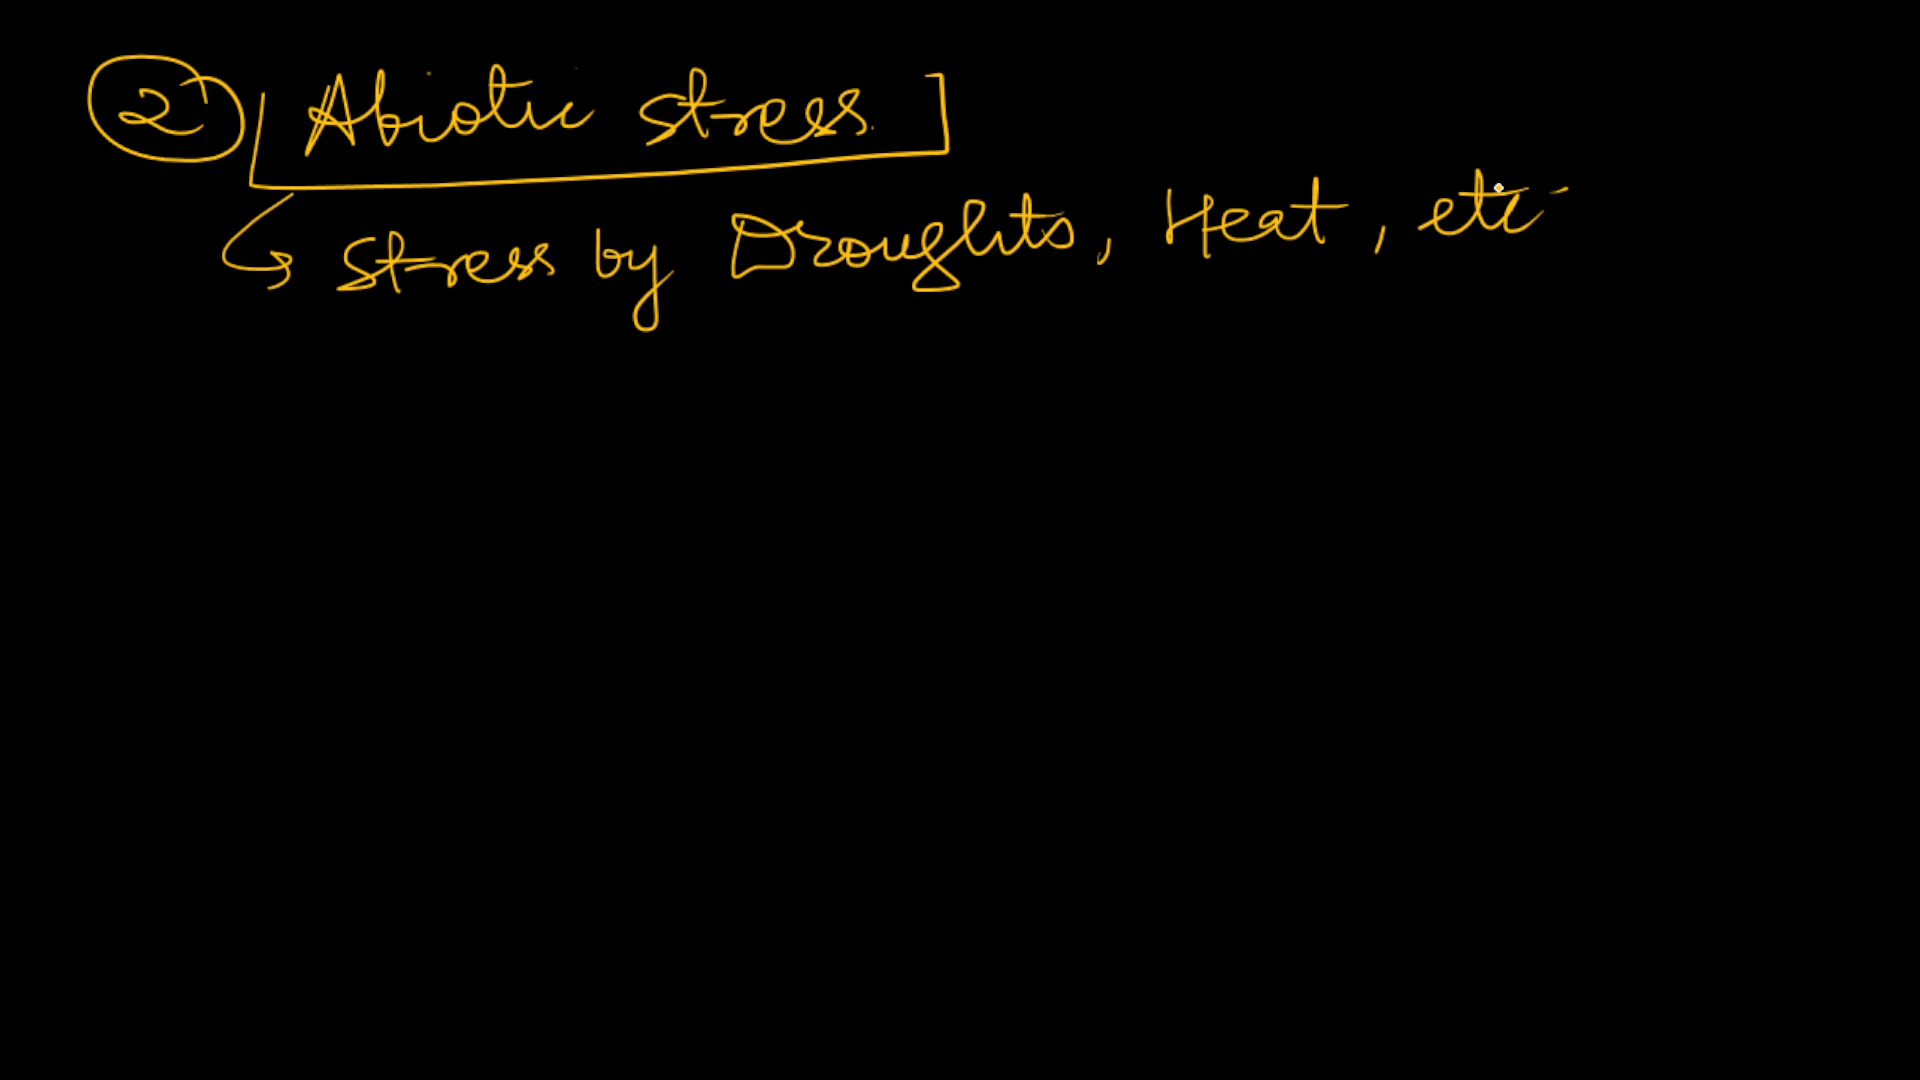 2 Abiotic stress.
Stress by Droughts, Heat, etc-